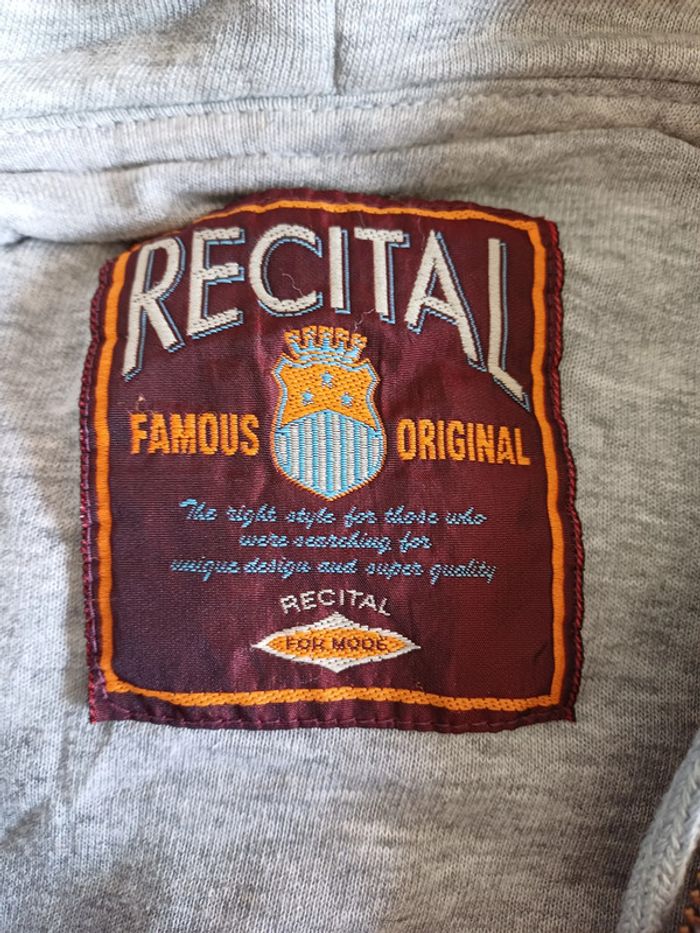 RECITAL
FAMOUS ORIGINAL
The right style for those who
were searching for
unique design and super quality
RECITAL
FOR MODE